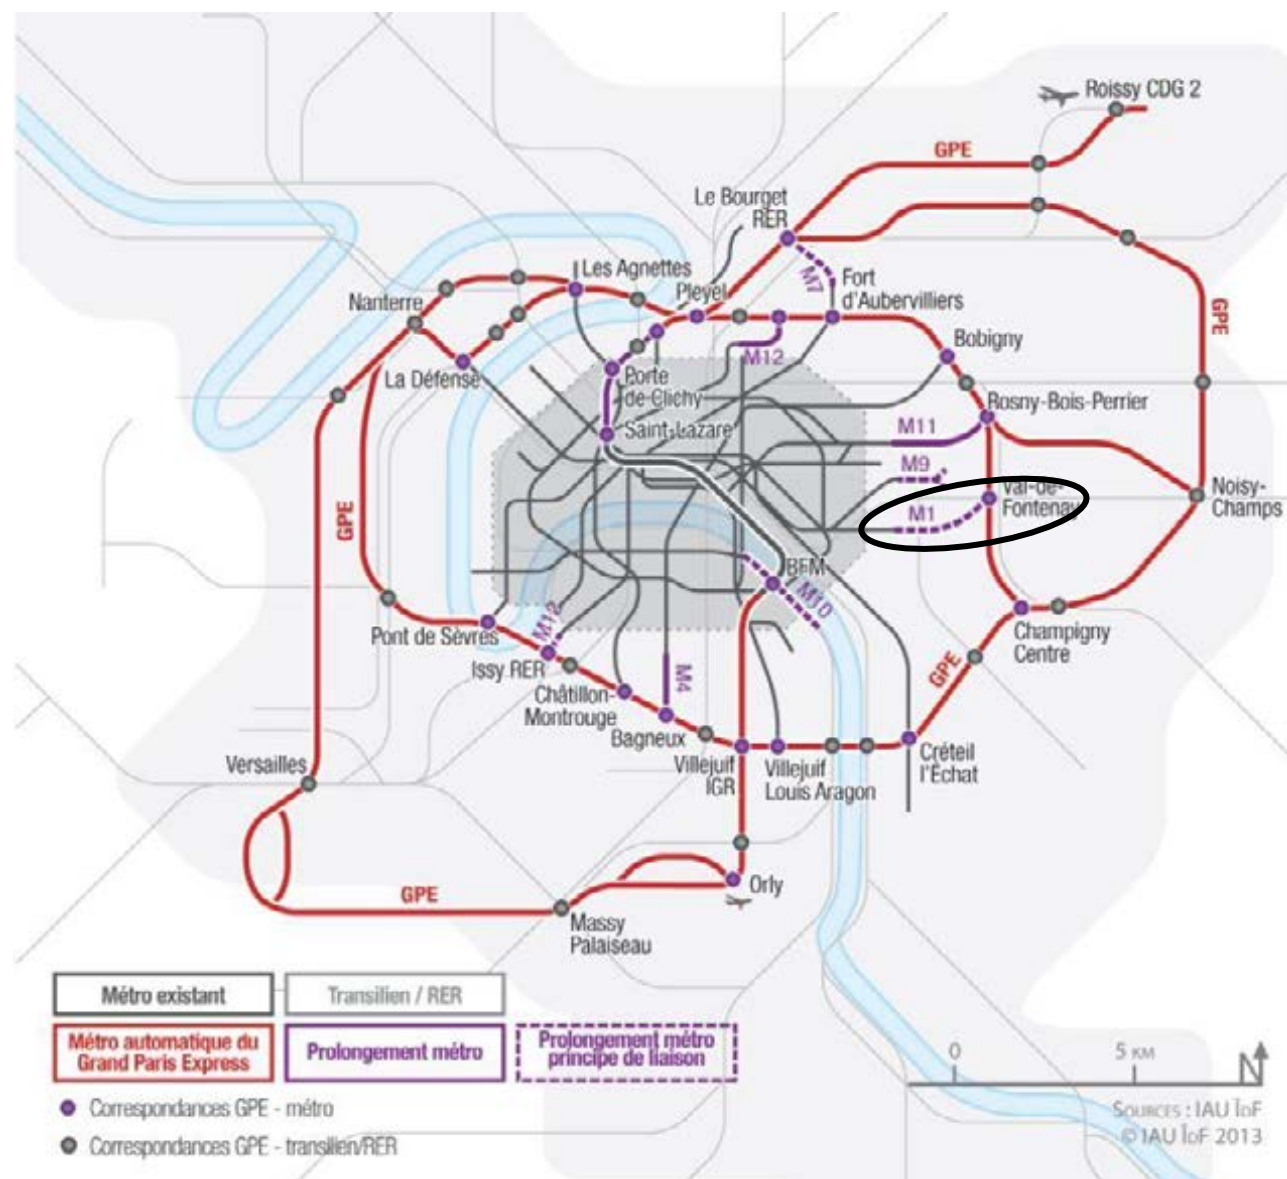 Roissy CDG 2
GPE
Le Bourget
RER
M7
Les Agnettes
Pleyel
Fort
d'Aubervilliers
Nanterre
GPE
La Défense
M12
Bobigny
Porte
de Clichy
Rosny-Bois-Perrier
Saint-Lazare
M11
M9
Val-de-
Fontenay
M1
Noisy-
Champs
GPE
BFM
M10
M12
Pont de Sèvres
Issy RER
Champigny
Centre
GPE
Châtillon-
Montrouge
M4
Bagneux
Villejuif
IGR
Villejuif
Louis Aragon
Créteil
l'Échat
Versailles
GPE
Orly
Massy
Palaiseau
Métro existant
Transilien / RER
Métro automatique du
Grand Paris Express
Prolongement métro
Prolongement métro
principe de liaison
Correspondances GPE - métro
Correspondances GPE - transilien/RER
0
5 KM
N
SOURCES : IAU ÎDF
© IAU ÎDF 2013